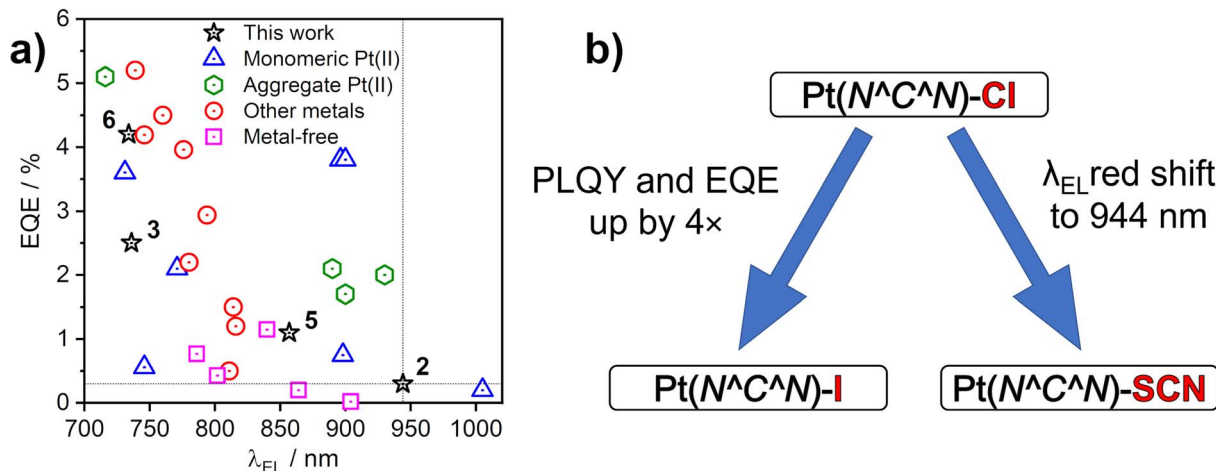 a)
EQE / %
6
5
4
3
2
1
0
This work
Monomeric Pt(II)
Aggregate Pt(II)
Other metals
Metal-free
6
3
5
2
700 750 800 850 900 950 1000
λEL / nm
b)
Pt(N^C^N)-Cl
PLQY and EQE
up by 4×
λEL red shift
to 944 nm
Pt(N^C^N)-I
Pt(N^C^N)-SCN